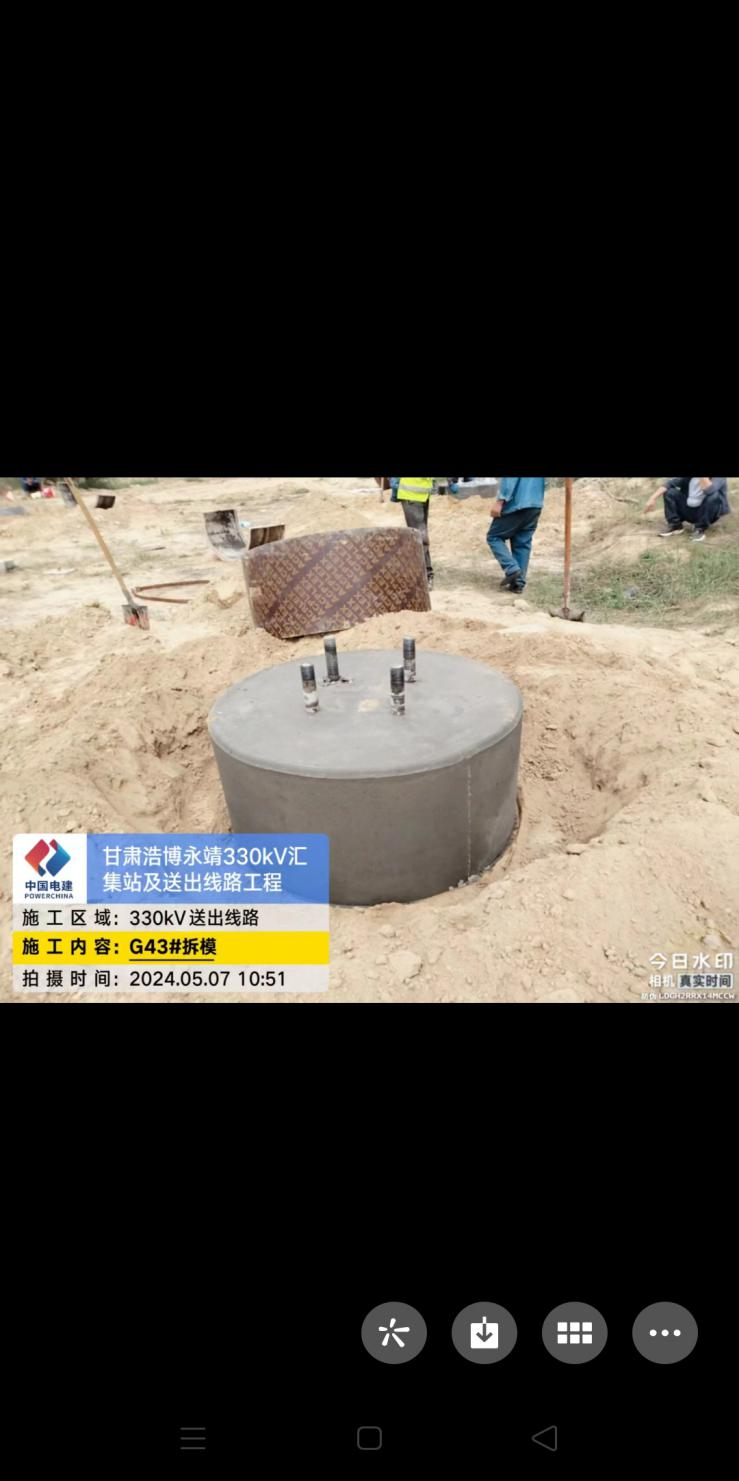 中国电建
POWERCHINA
甘肃浩博永靖330kV汇
集站及送出线路工程
施工区域：330kV送出线路
施工内容：G43#拆模
拍摄时间：2024.05.07 10:51
今日水印
相机 真实时间
防伪 LDGH2RRX14MCCW